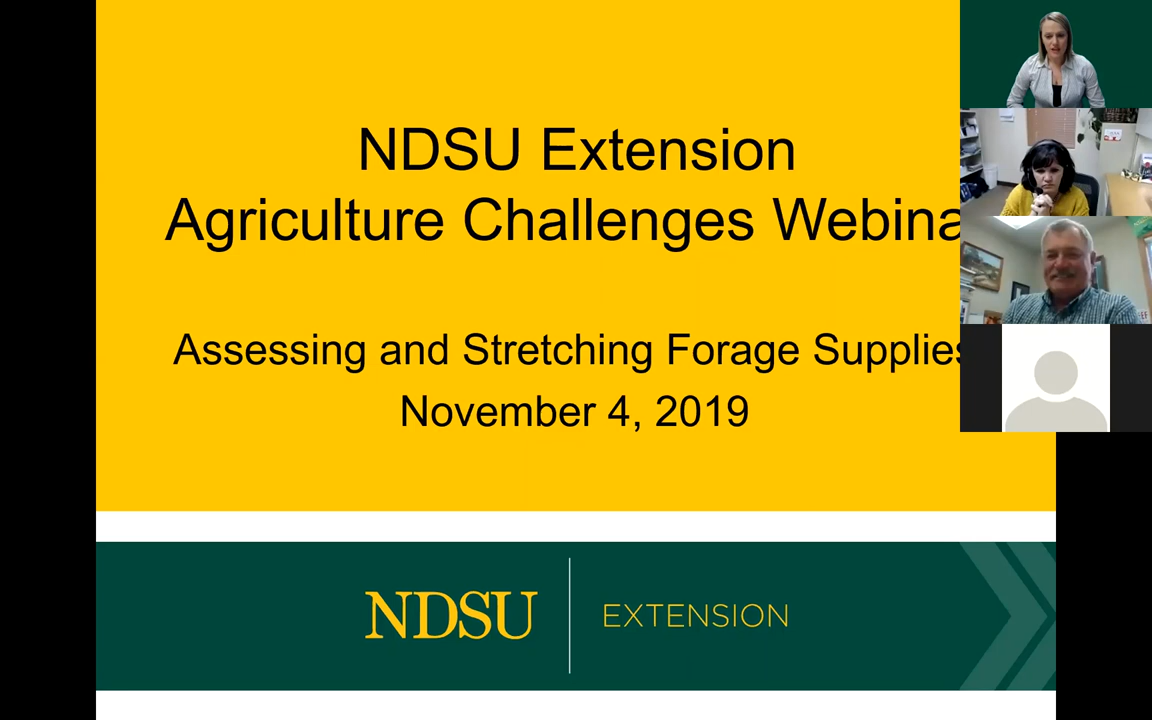 NDSU Extension
Agriculture Challenges Webina
Assessing and Stretching Forage Supplies
November 4, 2019
NDSU EXTENSION